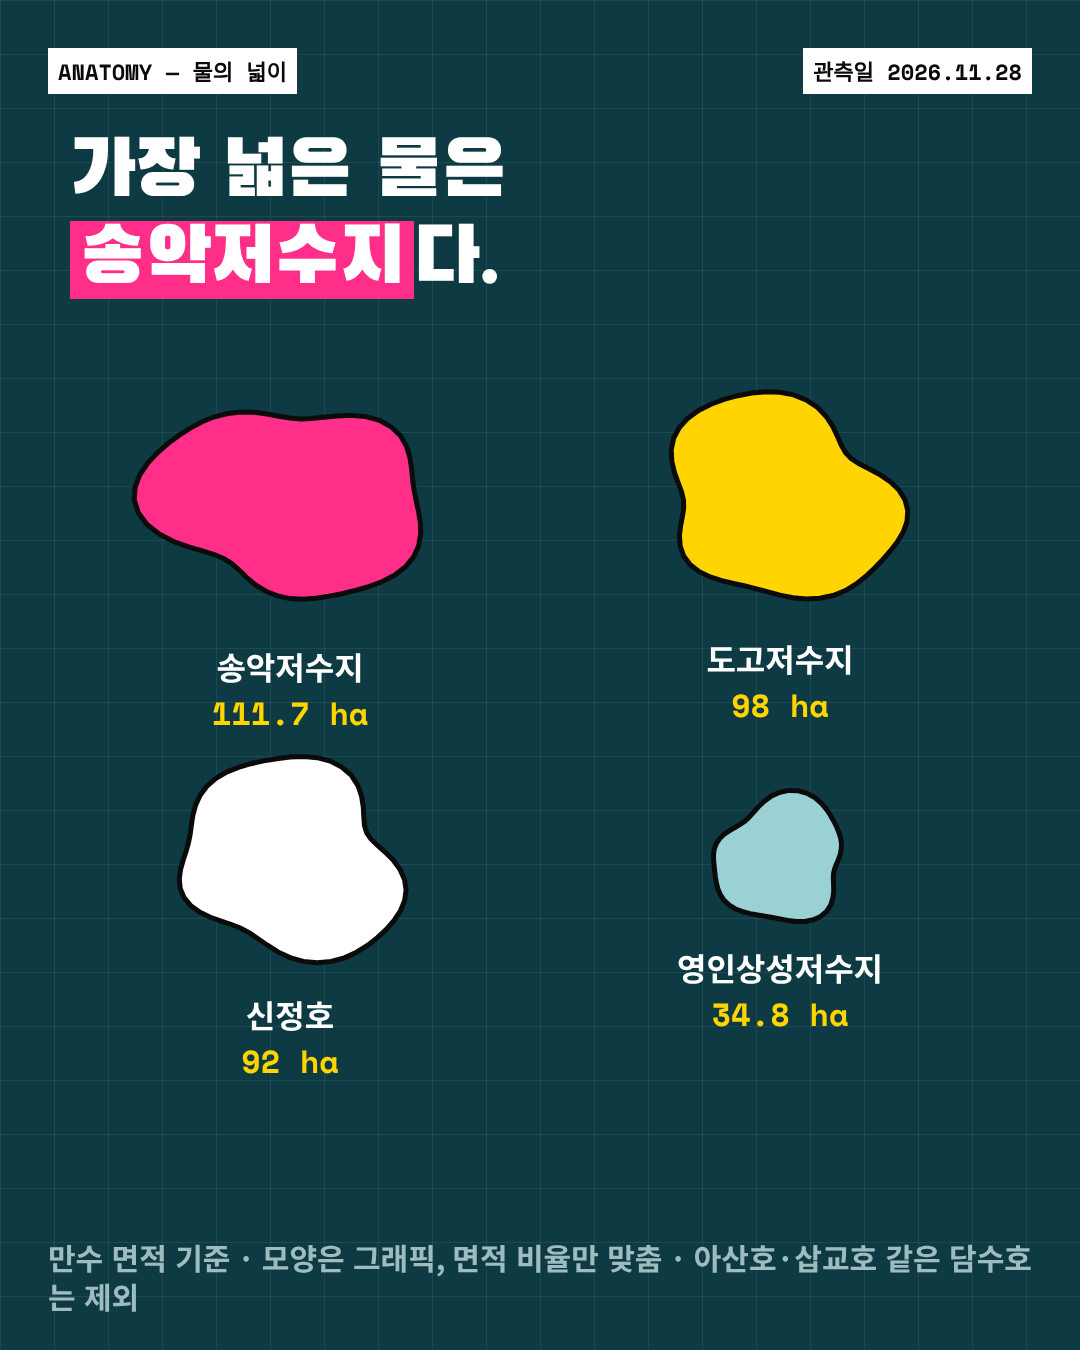 ANATOMY — 물의 넓이
관측일 2026.11.28
가장 넓은 물은
송악저수지다.
송악저수지
111.7 ha
도고저수지
98 ha
신정호
92 ha
영인상성저수지
34.8 ha
만수 면적 기준 · 모양은 그래픽, 면적 비율만 맞춤 · 아산호·삽교호 같은 담수호
는 제외